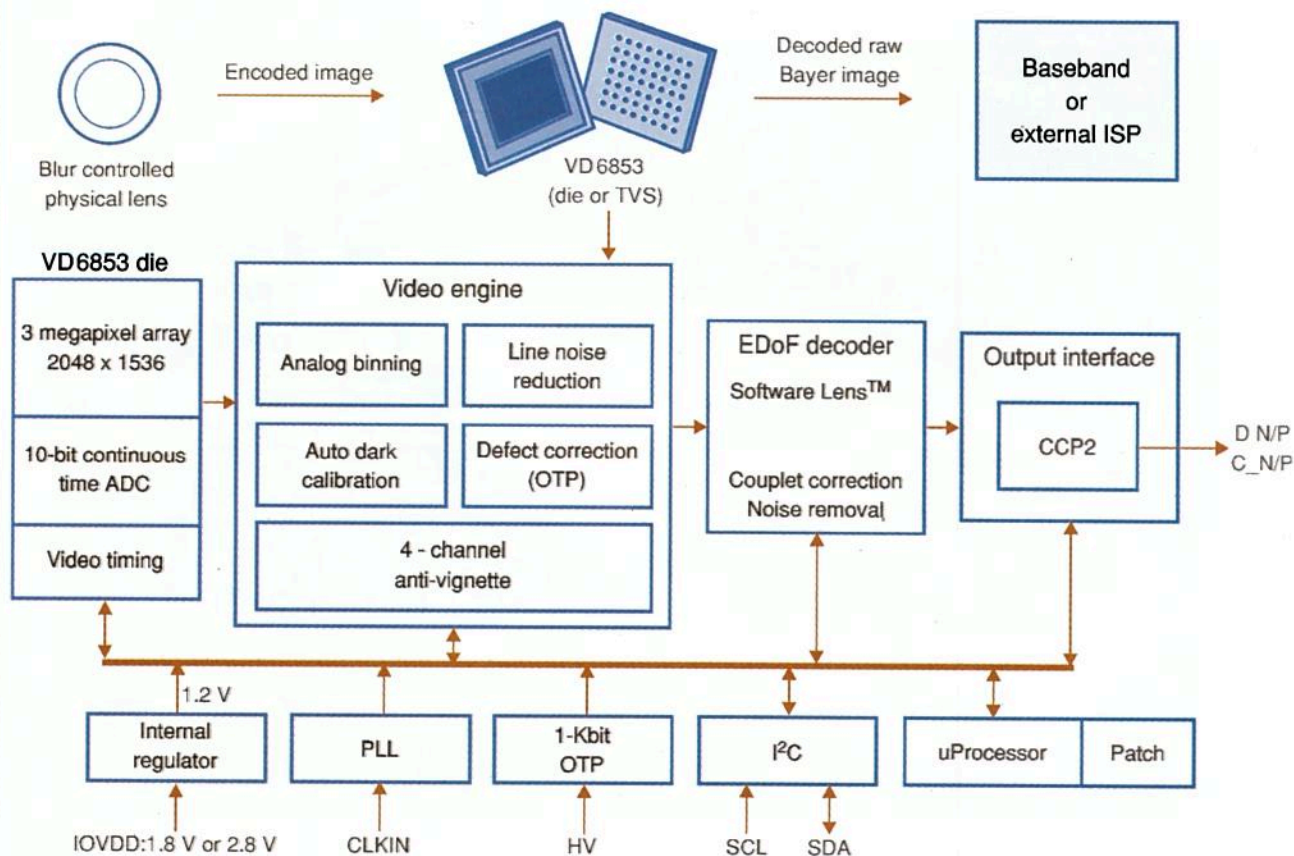 Encoded image
Decoded raw
Bayer image
Baseband
or
external ISP
Blur controlled
physical lens
VD6853
(die or TVS)
VD6853 die
3 megapixel array
2048 x 1536
10-bit continuous
time ADC
Video timing
Video engine
Analog binning
Line noise
reduction
Auto dark
calibration
Defect correction
(OTP)
4 - channel
anti-vignette
EDoF decoder
Software Lens™
Couplet correction
Noise removal
Output interface
CCP2
D N/P
C_N/P
1.2 V
Internal
regulator
PLL
1-Kbit
OTP
I²C
uProcessor
Patch
IOVDD:1.8 V or 2.8 V
CLKIN
HV
SCL
SDA